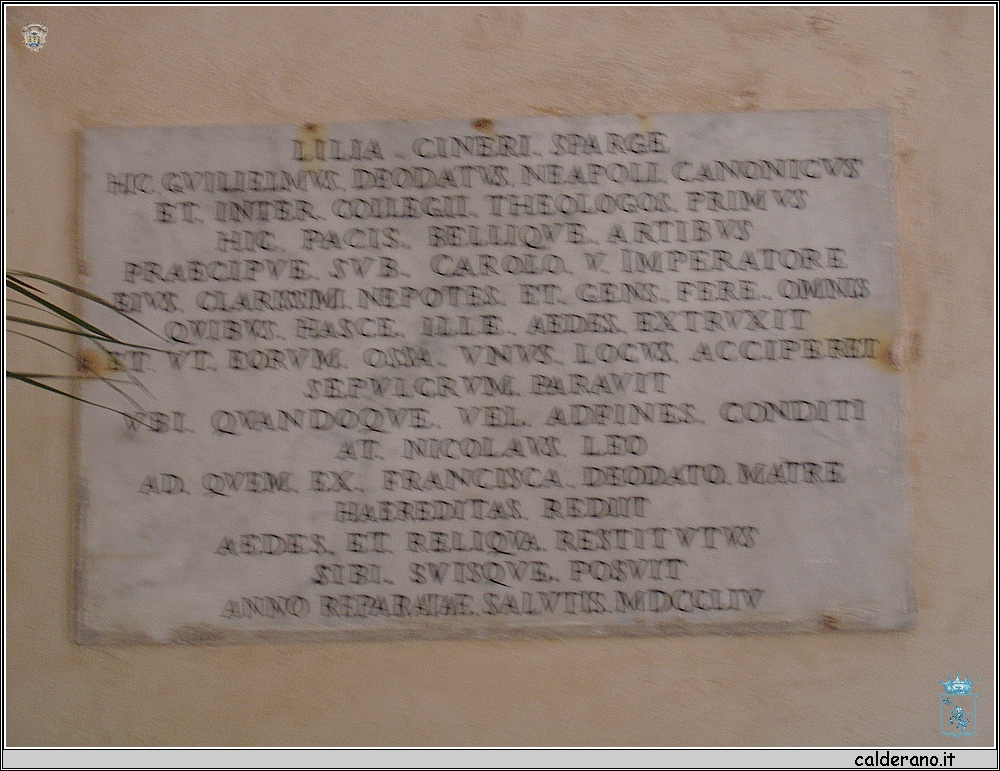 LILIA . CINERI. SPARGE
HIC. GVILIELMVS. DEODATVS. NEAPOLI. CANONICVS
ET. INTER. COLLEGII. THEOLOGOS. PRIMVS
HIC. PACIS. BELLIQVE. ARTIBVS
PRAECIPVE. SVB. CAROLO. V. IMPERATORE
EIVS. CLARISSIMI. NEPOTES. ET. GENS. FERE. OMNIS
QVIBVS. HASCE. ILLE. AEDES. EXTRVXIT
ET. VT. EORVM. OSSA. VNVS. LOCVS. ACCIPERET
SEPVLCRVM. PARAVIT
VBI. QVANDOQVE. VEL. ADFINES. CONDITI
AT. NICOLAVS. LEO
AD. QVEM. EX. FRANCISCA. DEODATO. MATRE
HAEREDITAS. REDIIT
AEDES. ET. RELIQVA. RESTITVTVS
SIBI. SVISQVE. POSVIT
ANNO REPARATAE. SALVTIS. MDCCLIV
calderano.it